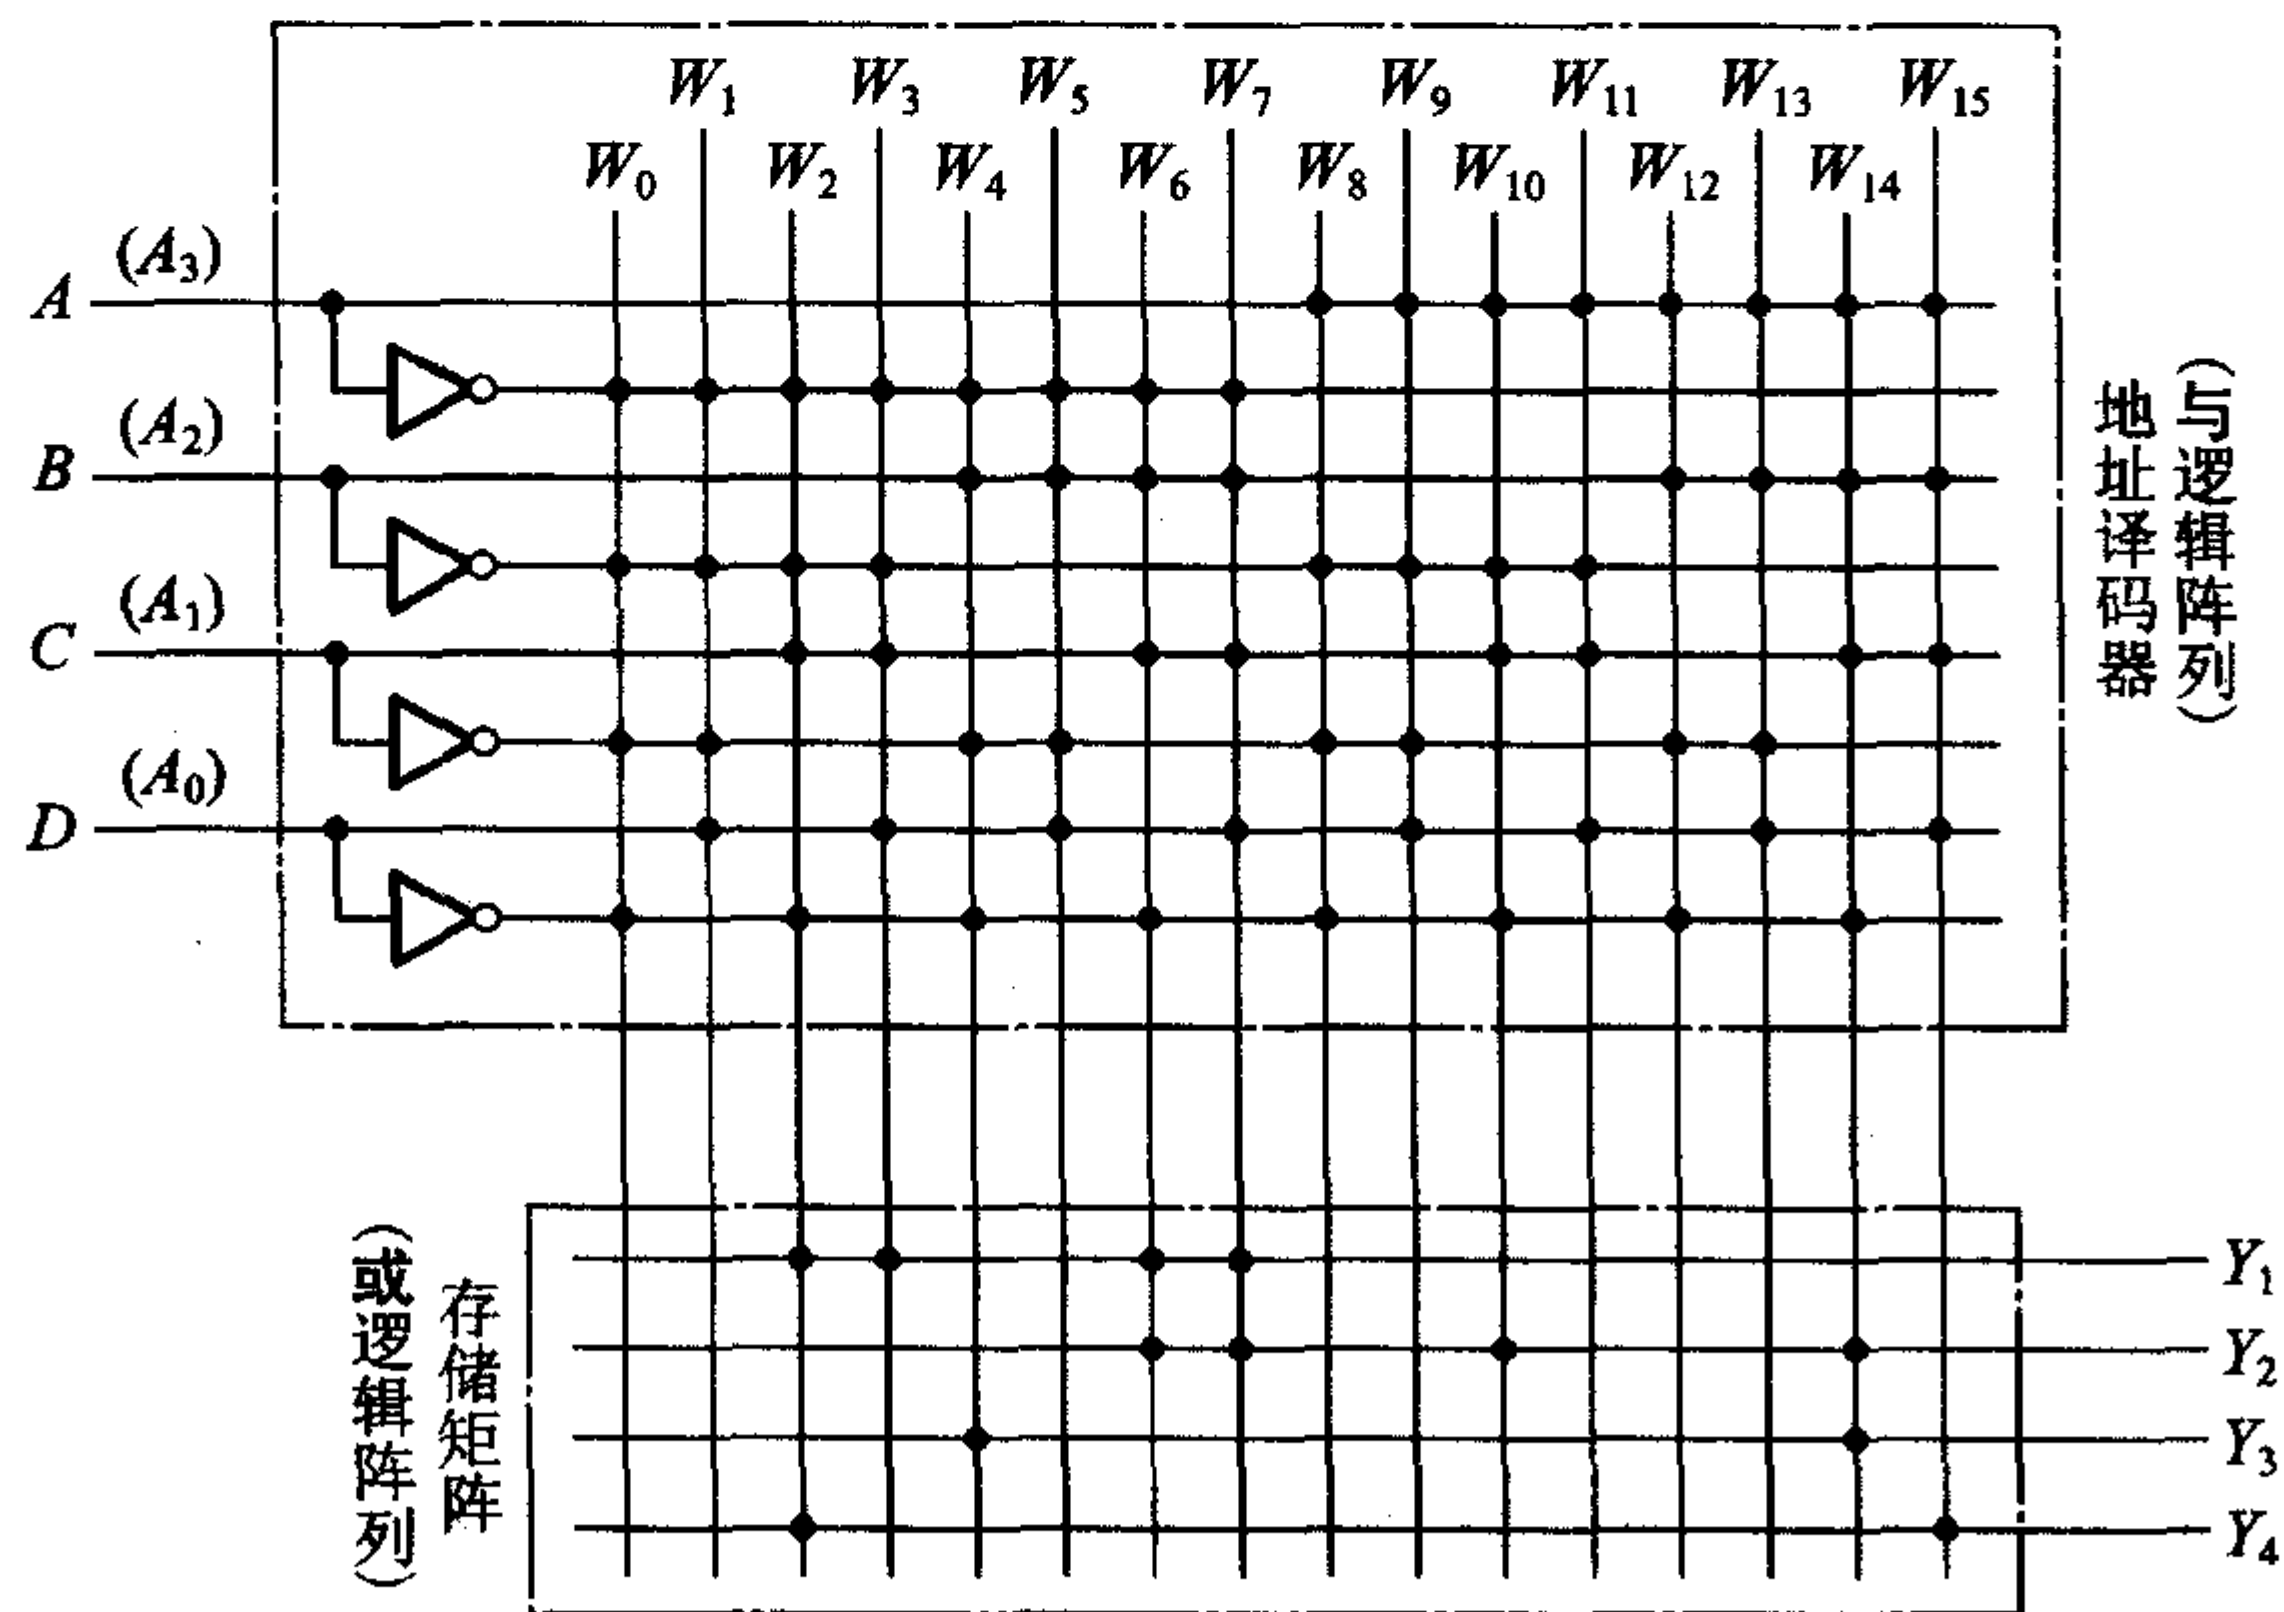 W₁ W₃ W₅ W₇ W₉ W₁₁ W₁₃ W₁₅
W₀ W₂ W₄ W₆ W₈ W₁₀ W₁₂ W₁₄
A (A₃)
B (A₂)
C (A₁)
D (A₀)
地址译码器
(与逻辑阵列)
存储矩阵
(或逻辑阵列)
Y₁
Y₂
Y₃
Y₄